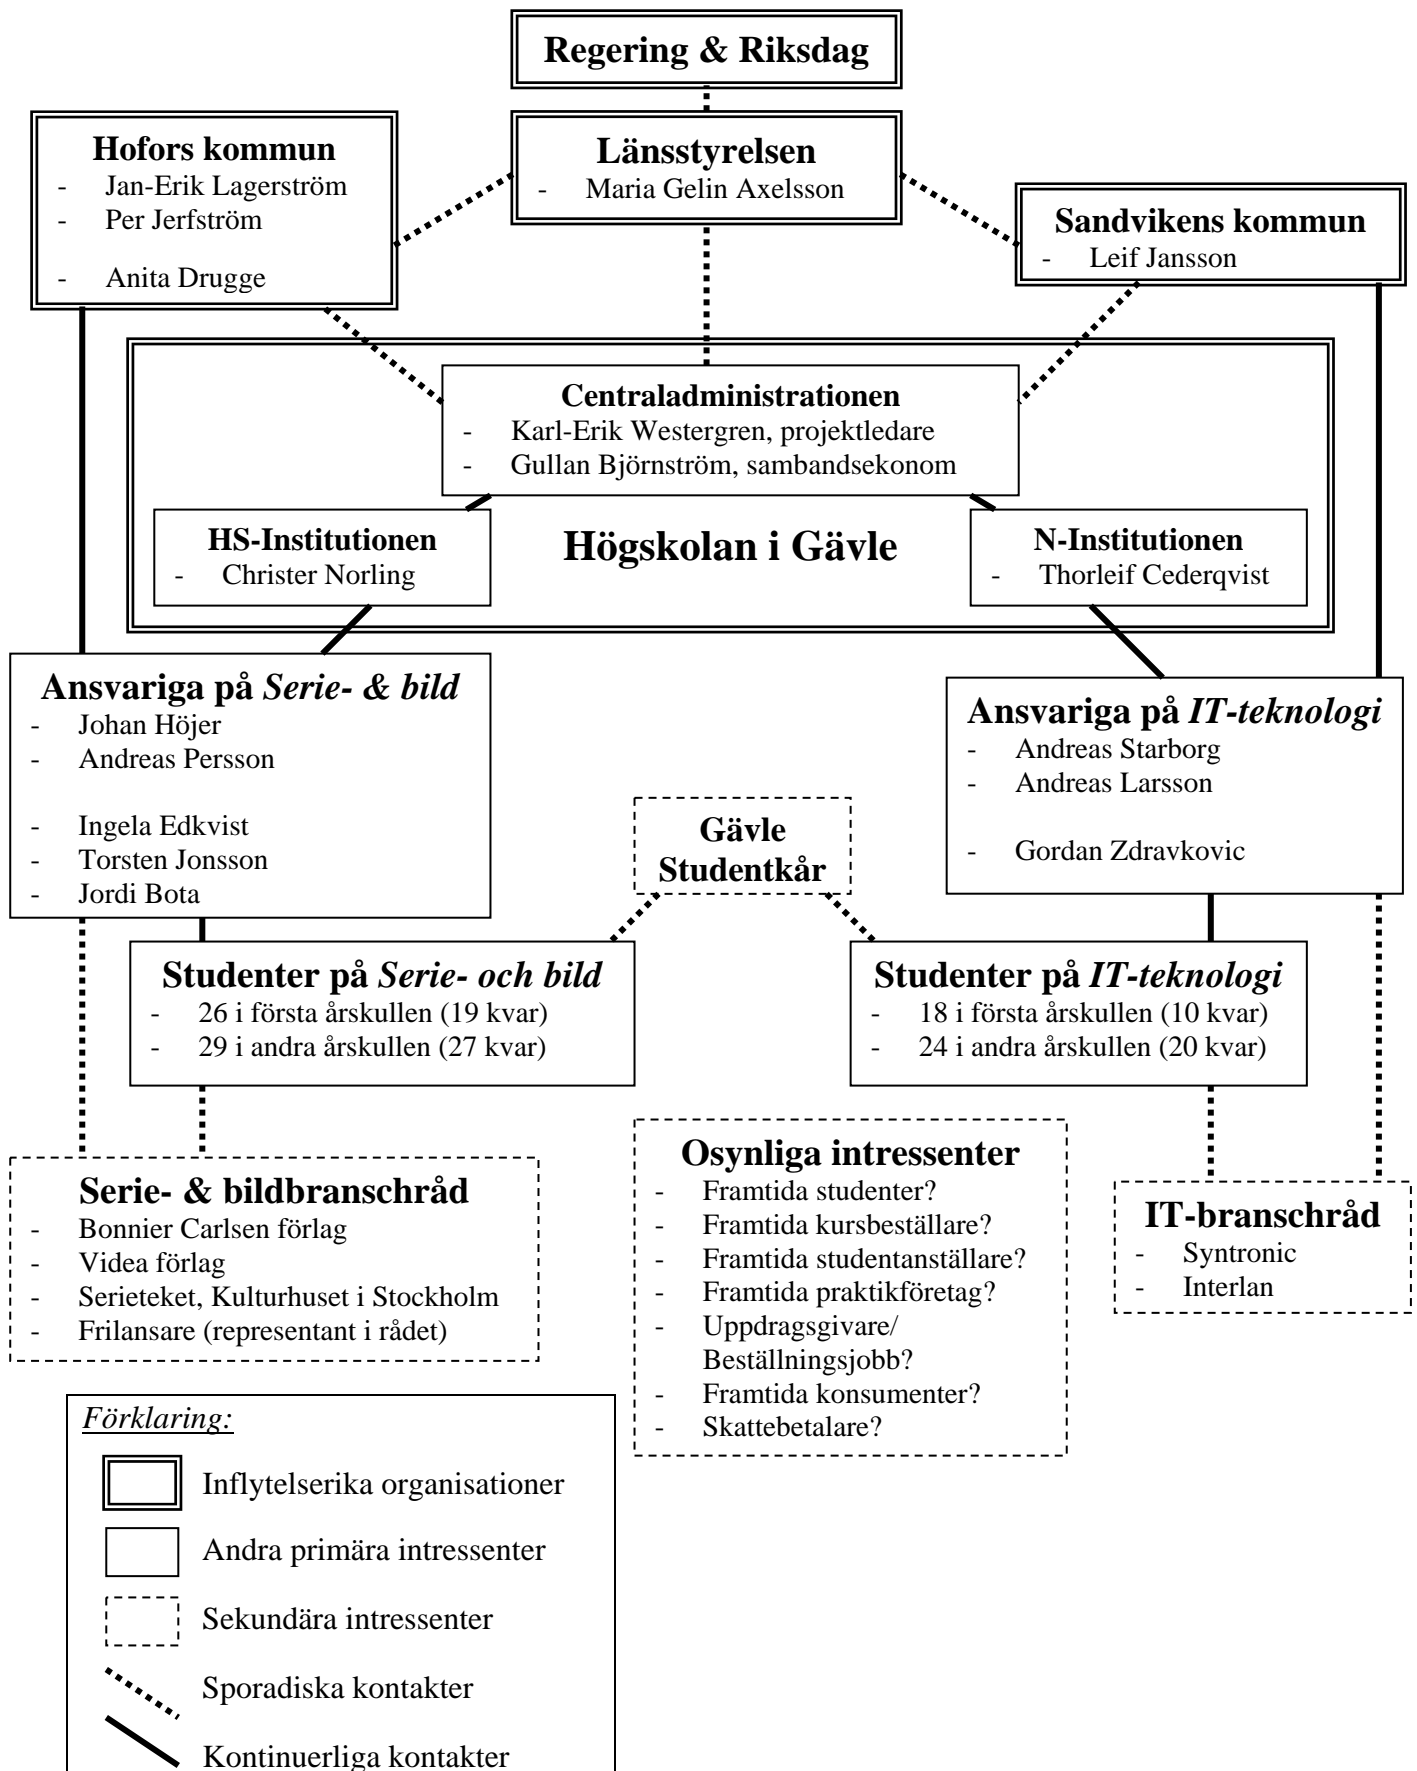 Regering & Riksdag
Hofors kommun
- Jan-Erik Lagerström
- Per Jerfström
- Anita Drugge
Länsstyrelsen
- Maria Gelin Axelsson
Sandvikens kommun
- Leif Jansson
Centraladministrationen
- Karl-Erik Westergren, projektledare
- Gullan Björnström, sambandsekonom
HS-Institutionen
- Christer Norling
Högskolan i Gävle
N-Institutionen
- Thorleif Cederqvist
Ansvariga på Serie- & bild
- Johan Höjer
- Andreas Persson
- Ingela Edkvist
- Torsten Jonsson
- Jordi Bota
Ansvariga på IT-teknologi
- Andreas Starborg
- Andreas Larsson
- Gordan Zdravkovic
Gävle
Studentkår
Studenter på Serie- och bild
- 26 i första årskullen (19 kvar)
- 29 i andra årskullen (27 kvar)
Studenter på IT-teknologi
- 18 i första årskullen (10 kvar)
- 24 i andra årskullen (20 kvar)
Serie- & bildbranschråd
- Bonnier Carlsen förlag
- Videa förlag
- Serieteket, Kulturhuset i Stockholm
- Frilansare (representant i rådet)
Osynliga intressenter
- Framtida studenter?
- Framtida kursbeställare?
- Framtida studentanställare?
- Framtida praktikföretag?
- Uppdragsgivare/
Beställningsjobb?
- Framtida konsumenter?
- Skattebetalare?
IT-branschråd
- Syntronic
- Interlan
Förklaring:
Inflytelserika organisationer
Andra primära intressenter
Sekundära intressenter
Sporadiska kontakter
Kontinuerliga kontakter